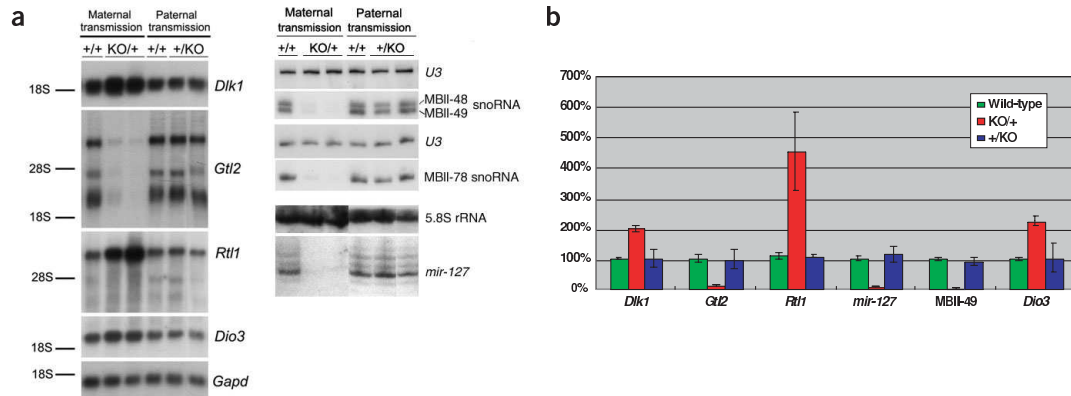 a
Maternal transmission
Paternal transmission
+/+ KO/+ +/+ +/KO
18S
Dlk1
Gtl2
28S
18S
Rtl1
28S
Dio3
18S
18S
Gapd
Maternal transmission
Paternal transmission
+/+ KO/+ +/+ +/KO
U3
MBII-48
snoRNA
MBII-49
U3
MBII-78 snoRNA
5.8S rRNA
mir-127
b
700%
600%
500%
400%
300%
200%
100%
0%
Wild-type
KO/+
+/KO
Dlk1 Gtl2 Rtl1 mir-127 MBII-49 Dio3